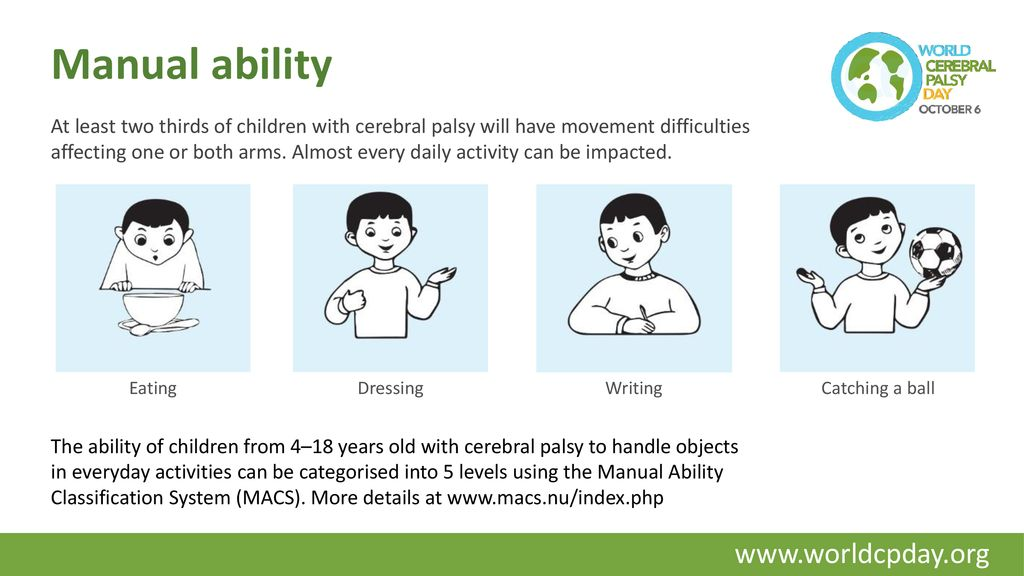 Manual ability
WORLD
CEREBRAL
PALSY
DAY
OCTOBER 6
At least two thirds of children with cerebral palsy will have movement difficulties
affecting one or both arms. Almost every daily activity can be impacted.
Eating
Dressing
Writing
Catching a ball
The ability of children from 4–18 years old with cerebral palsy to handle objects
in everyday activities can be categorised into 5 levels using the Manual Ability
Classification System (MACS). More details at www.macs.nu/index.php
www.worldcpday.org